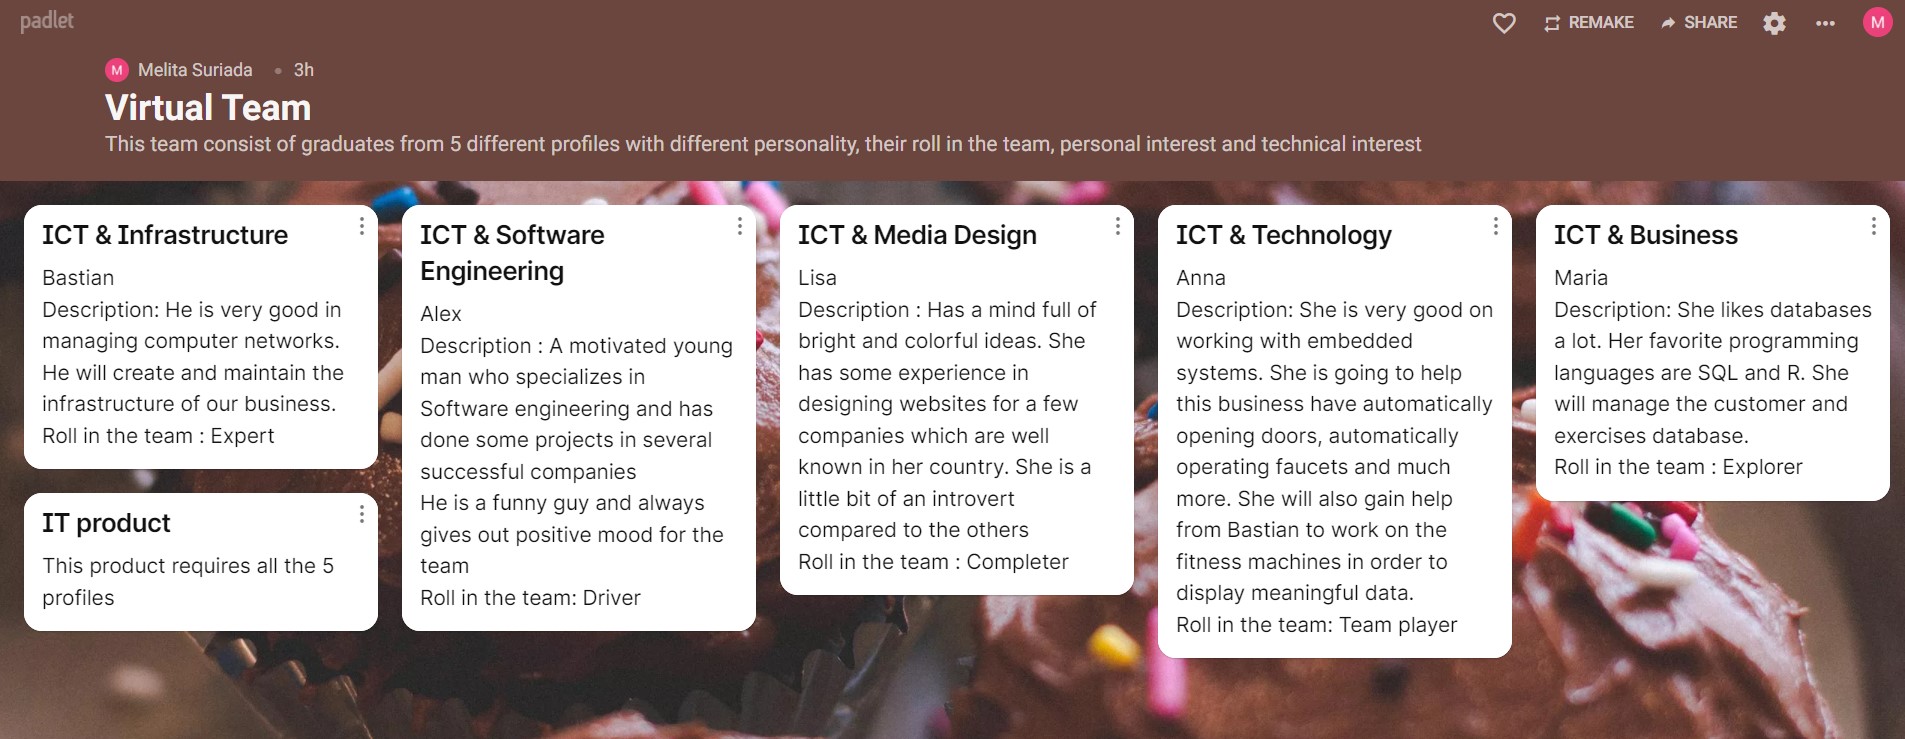 padlet
REMAKE
SHARE
M
M
Melita Suriada • 3h
Virtual Team
This team consist of graduates from 5 different profiles with different personality, their roll in the team, personal interest and technical interest
ICT & Infrastructure
Bastian
Description: He is very good in
managing computer networks.
He will create and maintain the
infrastructure of our business.
Roll in the team : Expert
IT product
This product requires all the 5
profiles
ICT & Software
Engineering
Alex
Description : A motivated young
man who specializes in
Software engineering and has
done some projects in several
successful companies
He is a funny guy and always
gives out positive mood for the
team
Roll in the team: Driver
ICT & Media Design
Lisa
Description : Has a mind full of
bright and colorful ideas. She
has some experience in
designing websites for a few
companies which are well
known in her country. She is a
little bit of an introvert
compared to the others
Roll in the team : Completer
ICT & Technology
Anna
Description: She is very good on
working with embedded
systems. She is going to help
this business have automatically
opening doors, automatically
operating faucets and much
more. She will also gain help
from Bastian to work on the
fitness machines in order to
display meaningful data.
Roll in the team: Team player
ICT & Business
Maria
Description: She likes databases
a lot. Her favorite programming
languages are SQL and R. She
will manage the customer and
exercises database.
Roll in the team : Explorer